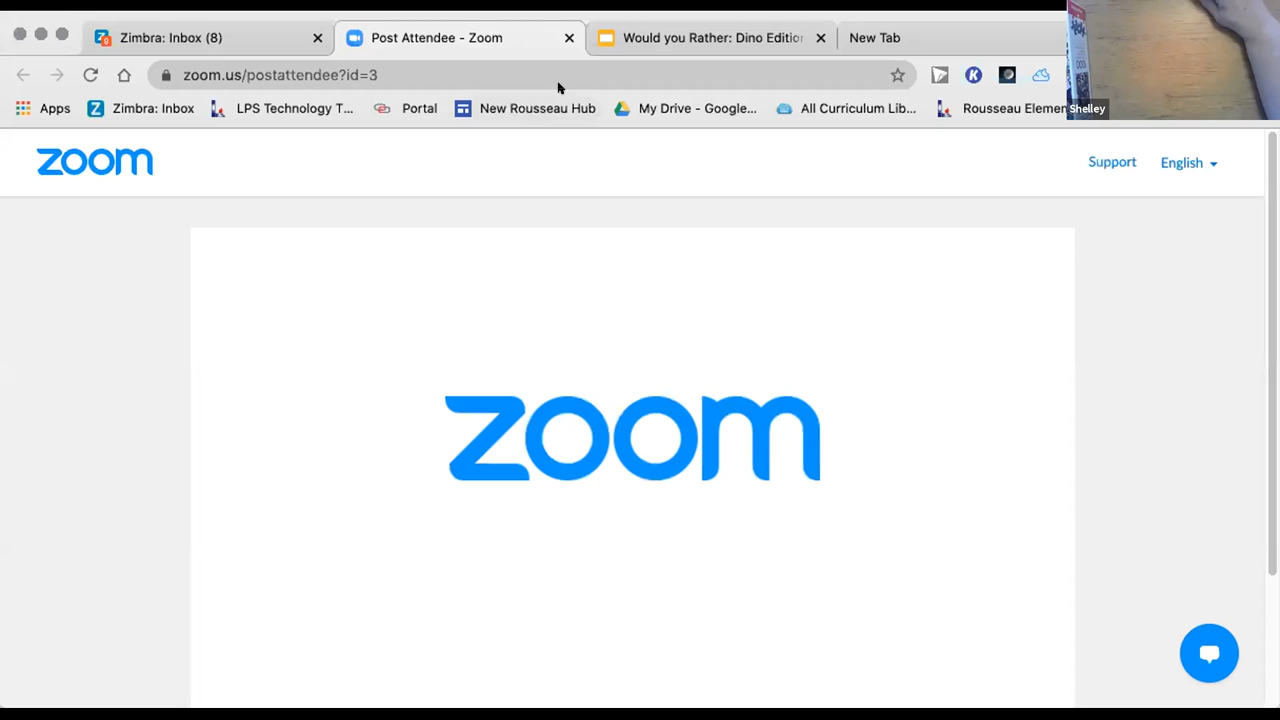 Zimbra: Inbox (8)
Post Attendee - Zoom
Would you Rather: Dino Edition
New Tab
zoom.us/postattendee?id=3
Apps
Zimbra: Inbox
LPS Technology T...
Portal
New Rousseau Hub
My Drive - Google...
All Curriculum Lib...
Rousseau Elemen
Shelley
zoom
Support
English
zoom